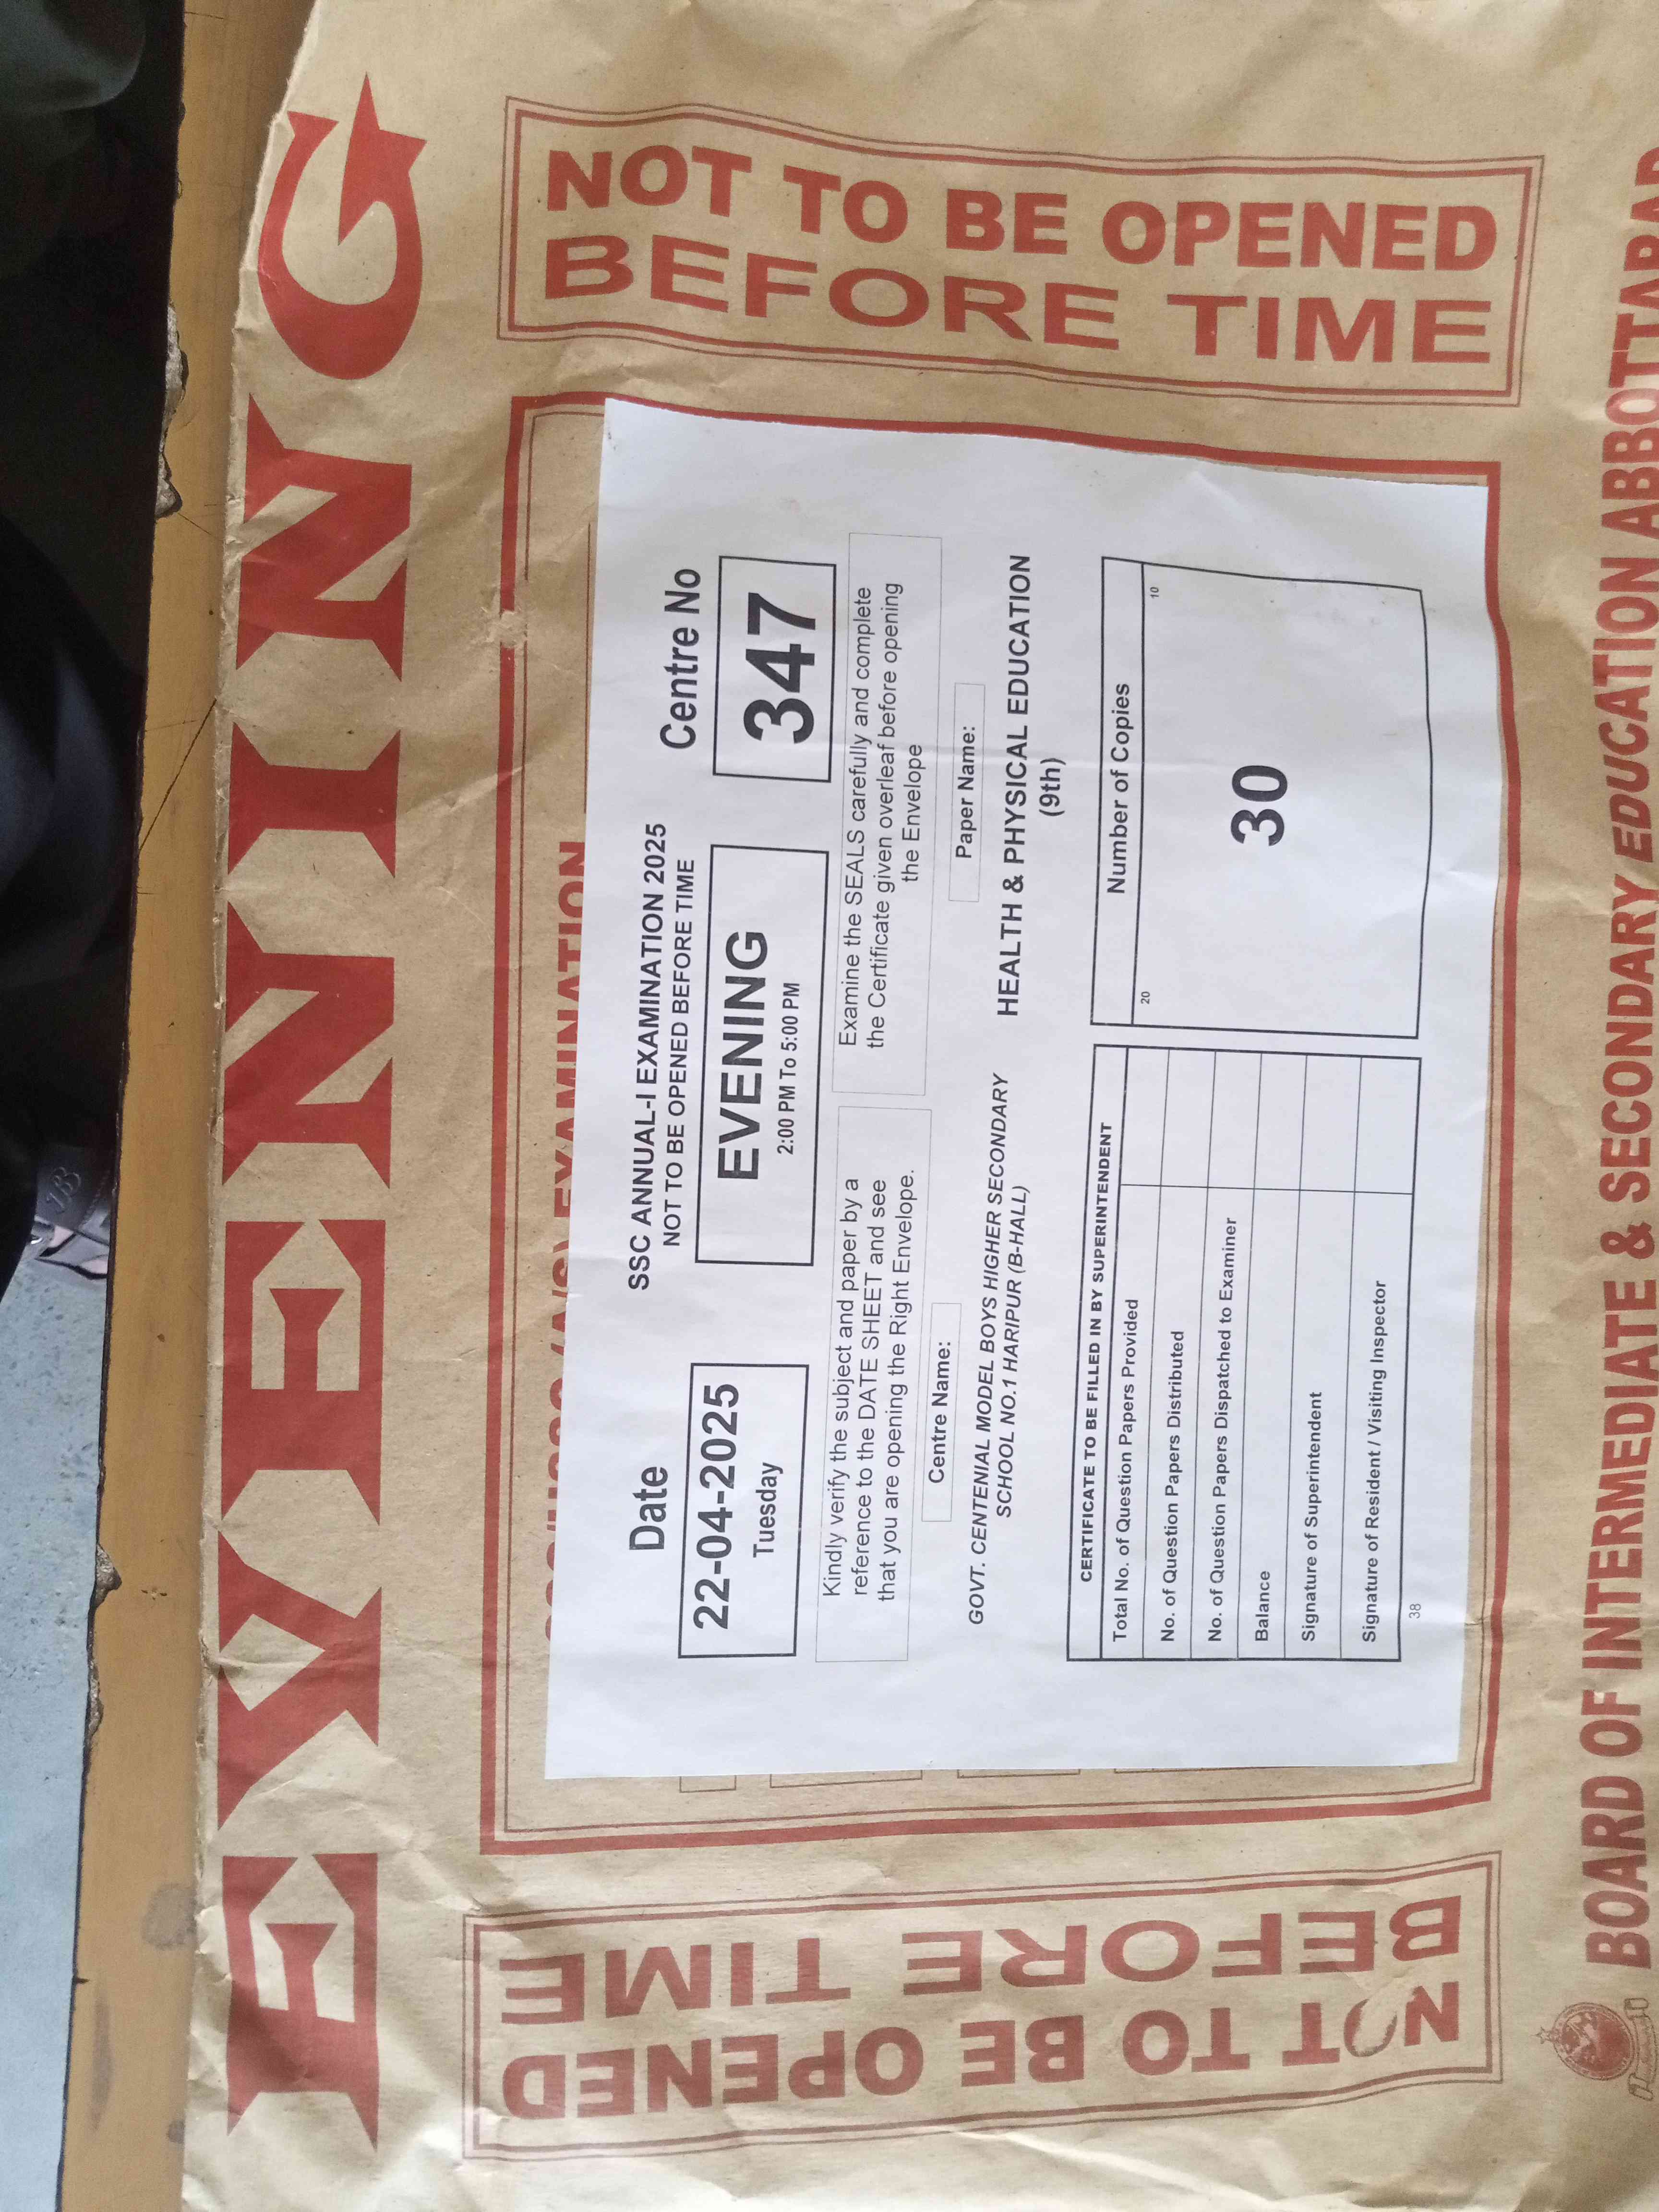 EVENING
NOT TO BE OPENED
BEFORE TIME
NOT TO BE OPENED
BEFORE TIME
EXAMINATION
SSC ANNUAL-I EXAMINATION 2025
NOT TO BE OPENED BEFORE TIME
Date
22-04-2025
Tuesday
EVENING
2:00 PM To 5:00 PM
Centre No
347
Kindly verify the subject and paper by a
reference to the DATE SHEET and see
that you are opening the Right Envelope.
Examine the SEALS carefully and complete
the Certificate given overleaf before opening
the Envelope
Centre Name:
GOVT. CENTENIAL MODEL BOYS HIGHER SECONDARY
SCHOOL NO.1 HARIPUR (B-HALL)
Paper Name:
HEALTH & PHYSICAL EDUCATION
(9th)
CERTIFICATE TO BE FILLED IN BY SUPERINTENDENT
Total No. of Question Papers Provided
No. of Question Papers Distributed
No. of Question Papers Dispatched to Examiner
Balance
Signature of Superintendent
Signature of Resident / Visiting Inspector
38
Number of Copies
20
10
30
BOARD OF INTERMEDIATE & SECONDARY EDUCATION ABBOTTABAD
18